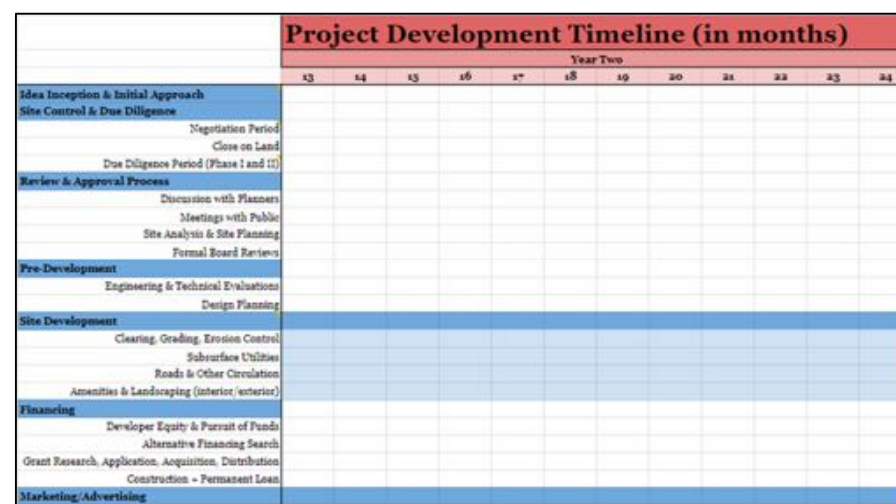 Project Development Timeline (in months)
Year Two
13 14 15 16 17 18 19 20 21 22 23 24
Idea Inception & Initial Approach
Site Control & Due Diligence
Negotiation Period
Close on Land
Due Diligence Period (Phase I and II)
Review & Approval Process
Discussion with Planners
Meetings with Public
Site Analysis & Site Planning
Formal Board Reviews
Pre-Development
Engineering & Technical Evaluations
Design Planning
Site Development
Clearing, Grading, Erosion Control
Subsurface Utilities
Roads & Other Circulation
Amenities & Landscaping (interior/exterior)
Financing
Developer Equity & Pursuit of Funds
Alternative Financing Search
Grant Research, Application, Acquisition, Distribution
Construction - Permanent Loan
Marketing/Advertising